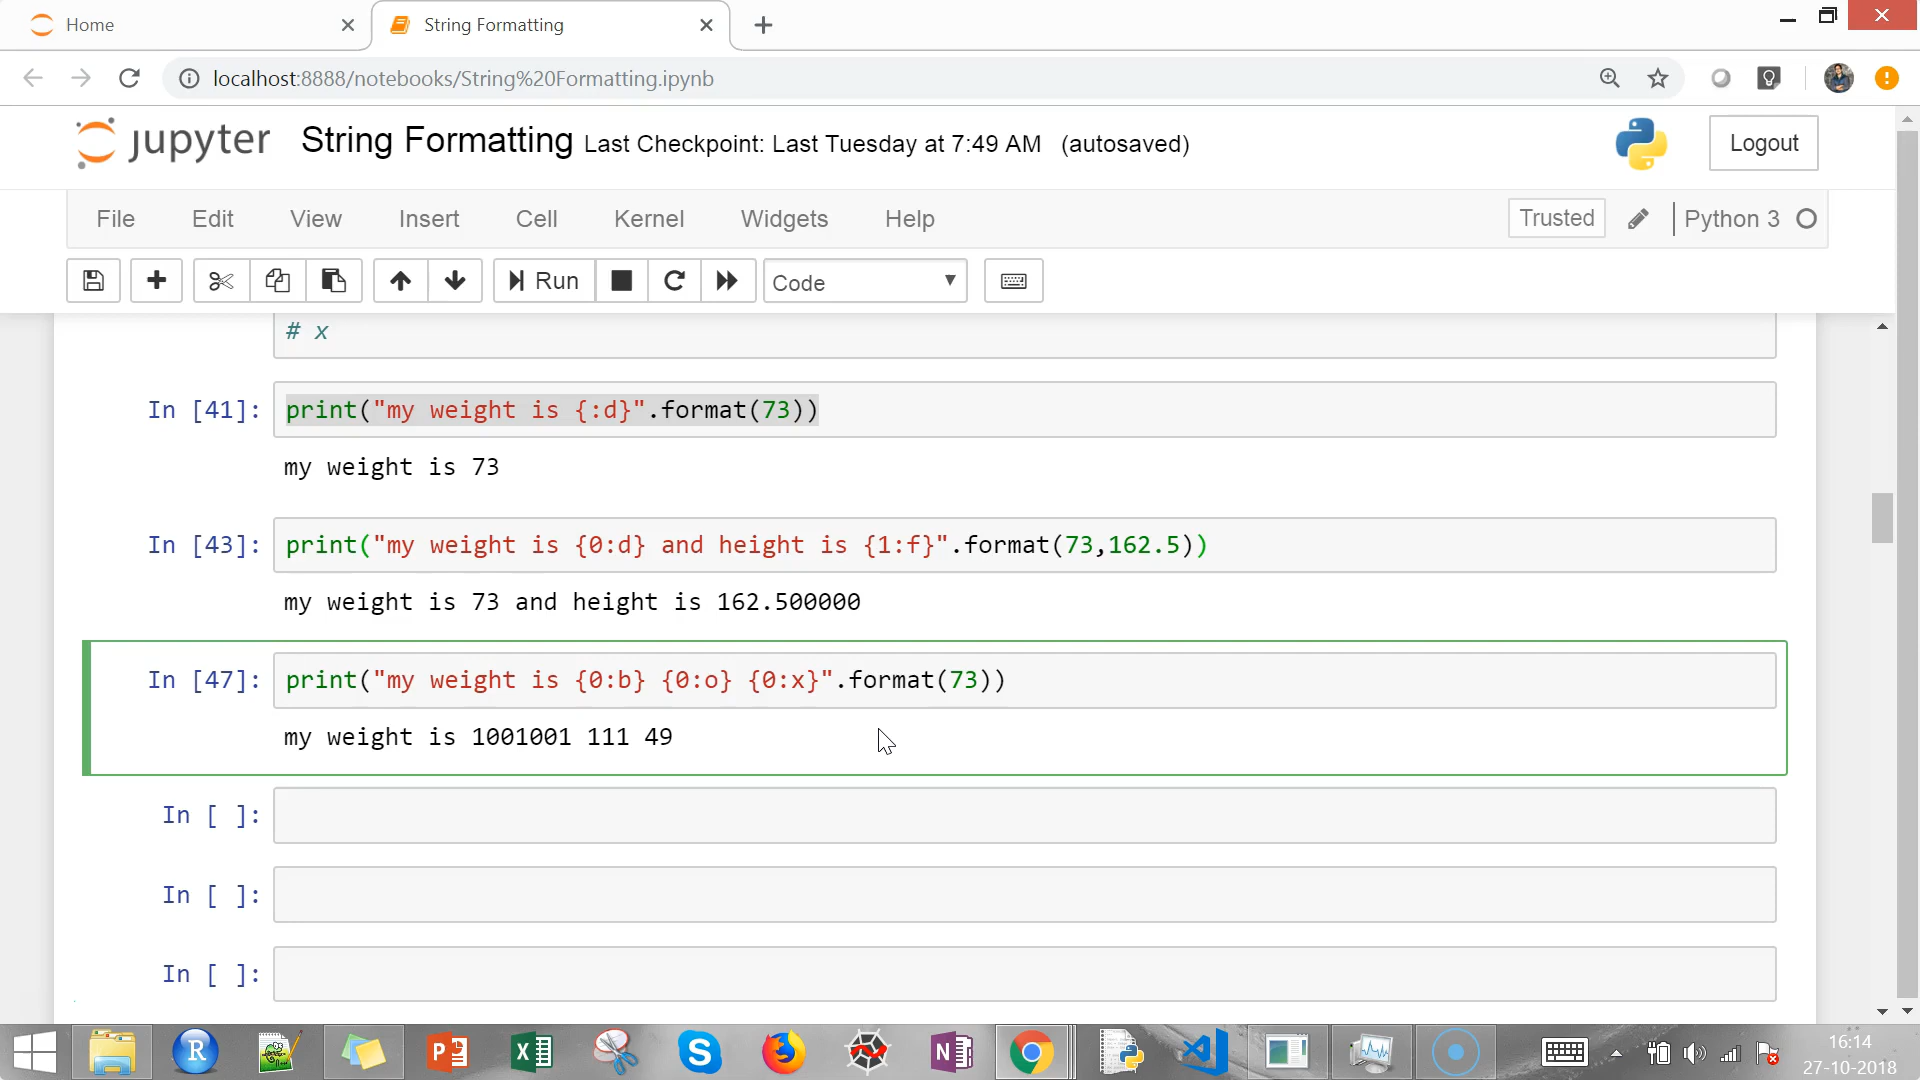 Home
String Formatting
localhost:8888/notebooks/String%20Formatting.ipynb
jupyter String Formatting Last Checkpoint: Last Tuesday at 7:49 AM (autosaved)
Logout
File Edit View Insert Cell Kernel Widgets Help
Trusted Python 3
Run Code
# x
In [41]: print("my weight is {:d}".format(73))
my weight is 73
In [43]: print("my weight is {0:d} and height is {1:f}".format(73,162.5))
my weight is 73 and height is 162.500000
In [47]: print("my weight is {0:b} {0:o} {0:x}".format(73))
my weight is 1001001 111 49
In [ ]:
In [ ]:
In [ ]:
16:14
27-10-2018